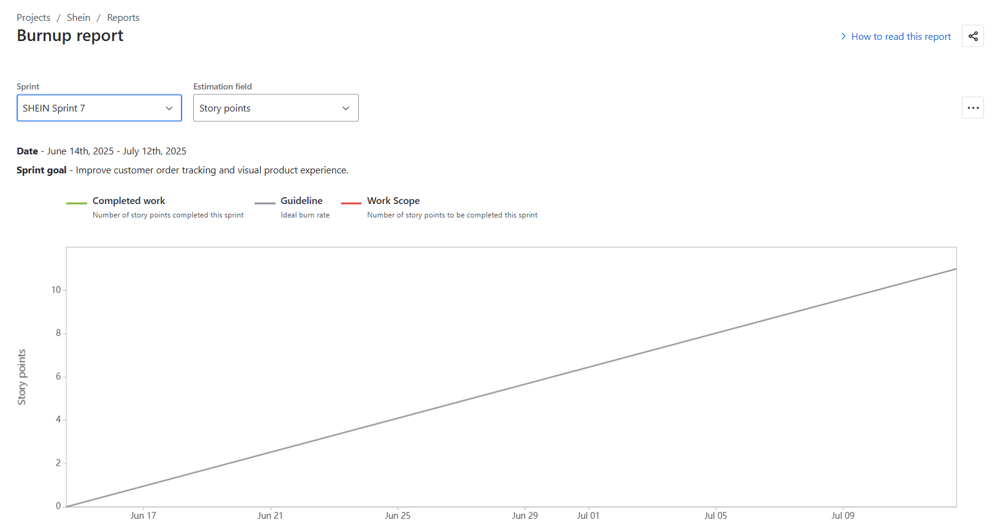 Projects / Shein / Reports
Burnup report
How to read this report
Sprint
Estimation field
SHEIN Sprint 7
Story points
Date - June 14th, 2025 - July 12th, 2025
Sprint goal - Improve customer order tracking and visual product experience.
Completed work
Number of story points completed this sprint
Guideline
Ideal burn rate
Work Scope
Number of story points to be completed this sprint
Story points
10
8
6
4
2
0
Jun 17 Jun 21 Jun 25 Jun 29 Jul 01 Jul 05 Jul 09